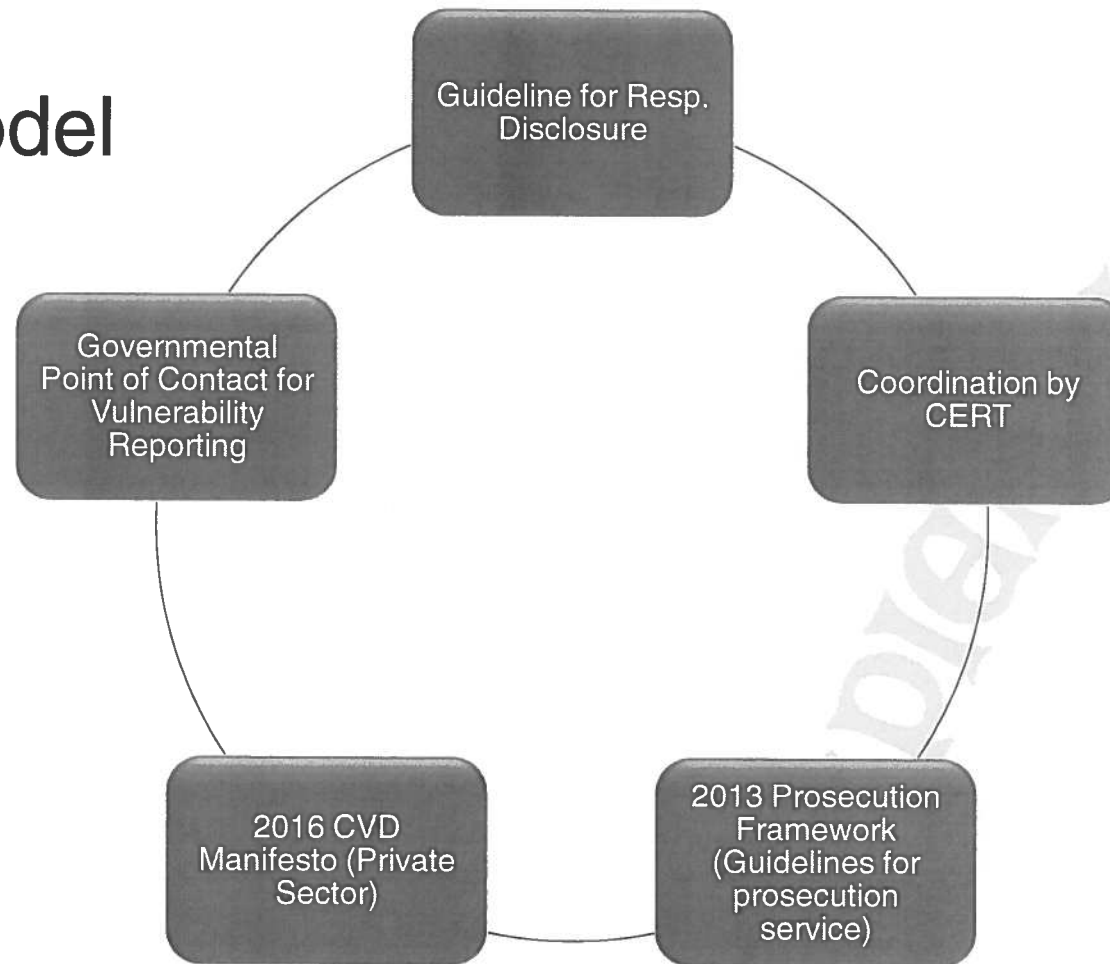 odel
Guideline for Resp.
Disclosure
Governmental
Point of Contact for
Vulnerability
Reporting
Coordination by
CERT
2016 CVD
Manifesto (Private
Sector)
2013 Prosecution
Framework
(Guidelines for
prosecution
service)